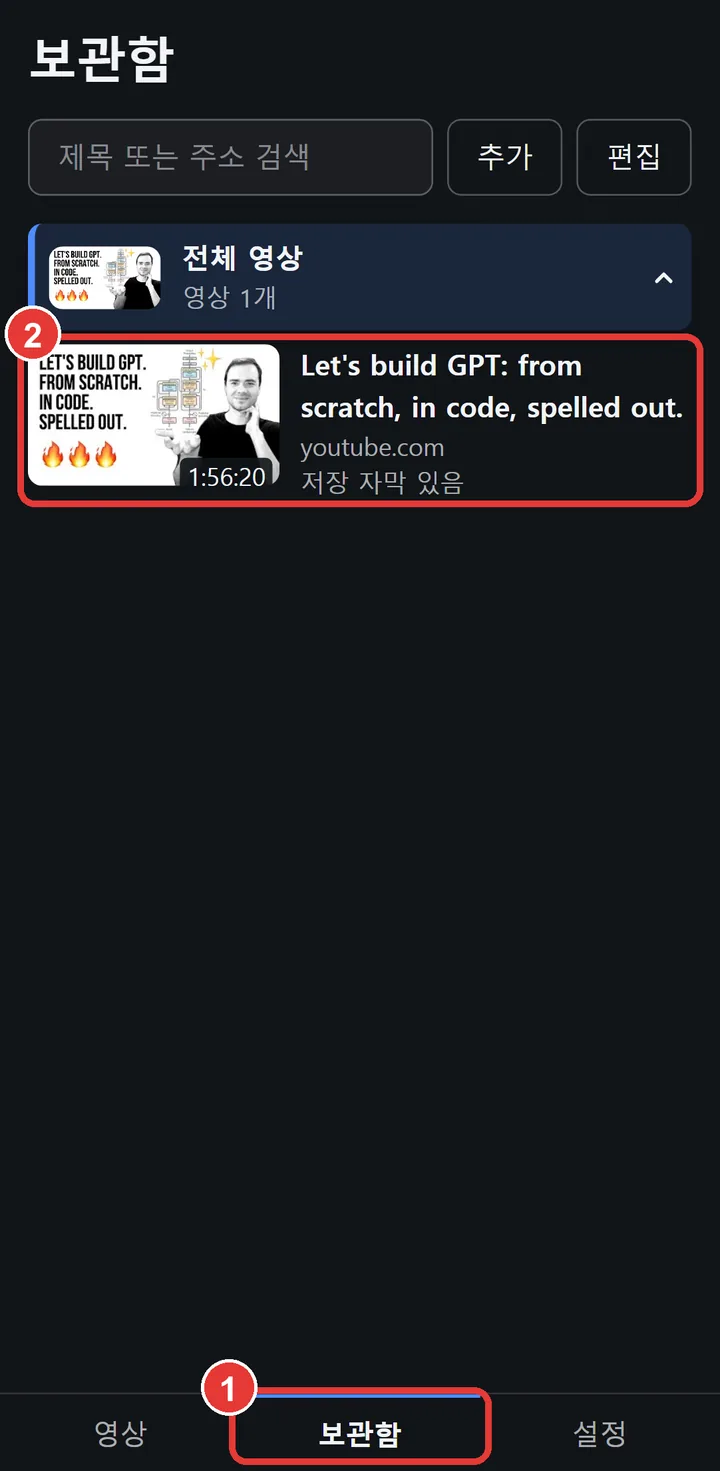 보관함
제목 또는 주소 검색
추가
편집
LET'S BUILD GPT.
FROM SCRATCH.
IN CODE.
SPELLED OUT.
전체 영상
영상 1개
2
LET'S BUILD GPT.
FROM SCRATCH.
IN CODE.
SPELLED OUT.
1:56:20
Let's build GPT: from
scratch, in code, spelled out.
youtube.com
저장 자막 있음
1
영상
보관함
설정